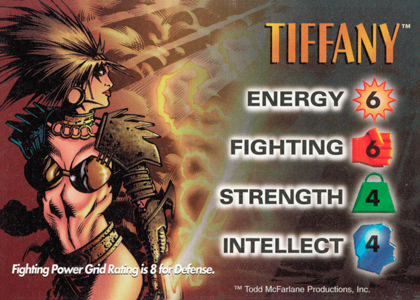 TIFFANY™
ENERGY 6
FIGHTING 6
STRENGTH 4
INTELLECT 4
Fighting Power Grid Rating is 8 for Defense.
™ Todd McFarlane Productions, Inc.